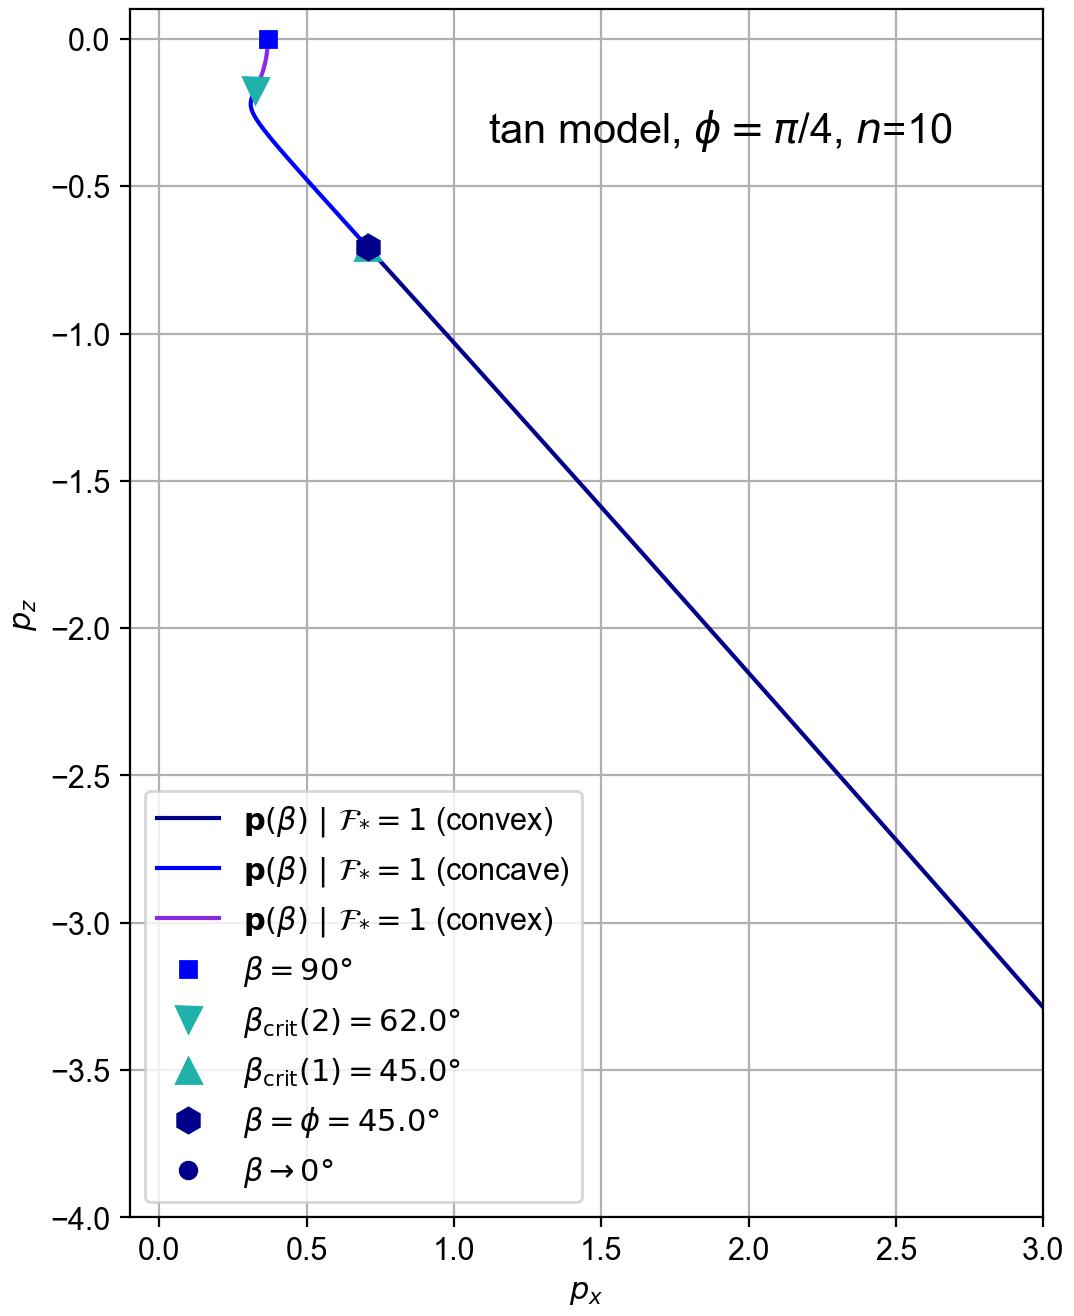 0.0
tan model, ϕ = π/4, n=10
−0.5
−1.0
−1.5
−2.0
−2.5
−3.0
−3.5
−4.0
p_z
p(β) | ℱ∗ = 1 (convex)
p(β) | ℱ∗ = 1 (concave)
p(β) | ℱ∗ = 1 (convex)
β = 90°
β_crit(2) = 62.0°
β_crit(1) = 45.0°
β = ϕ = 45.0°
β → 0°
0.0 0.5 1.0 1.5 2.0 2.5 3.0
p_x